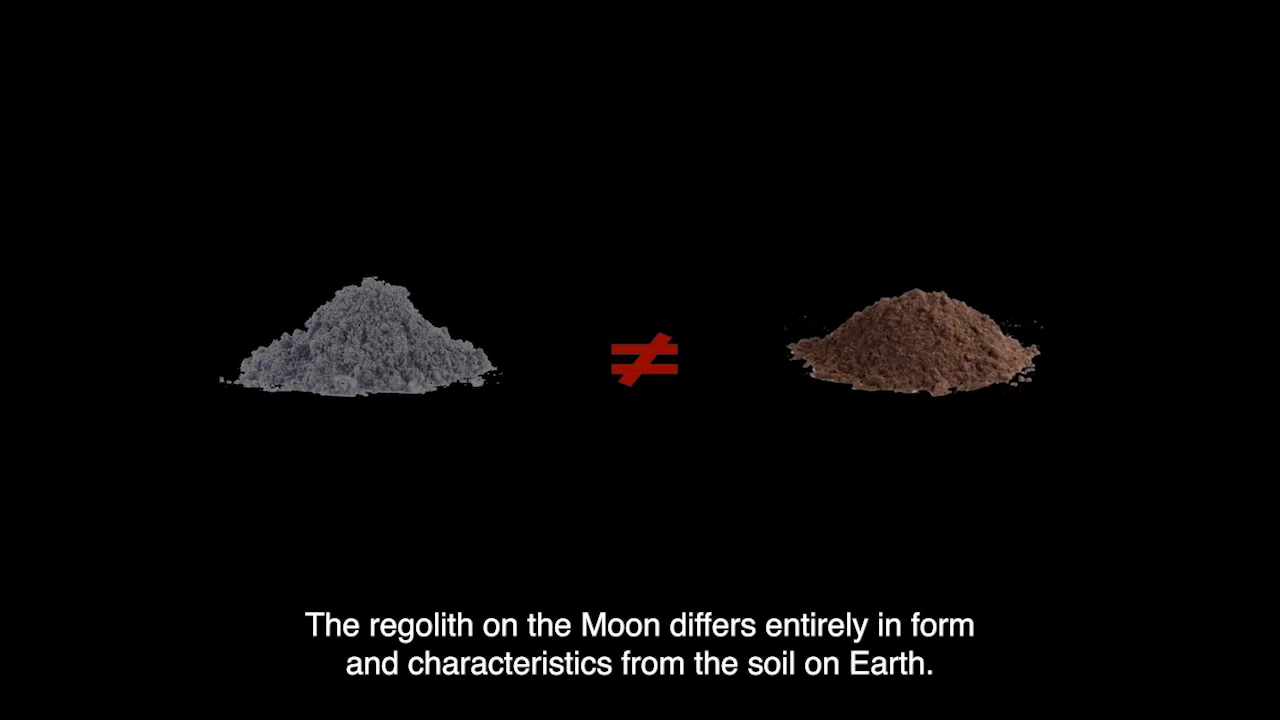 ≠
The regolith on the Moon differs entirely in form
and characteristics from the soil on Earth.